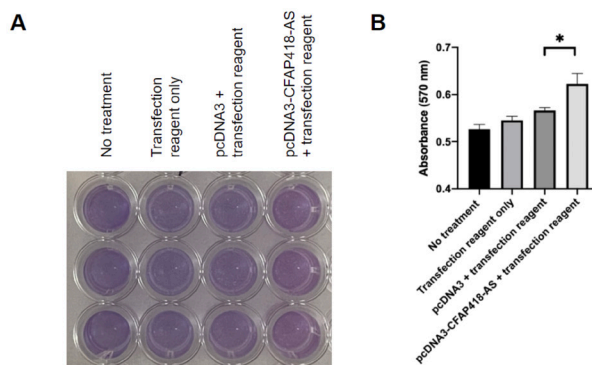 A
No treatment
Transfection
reagent only
pcDNA3 +
transfection reagent
pcDNA3-CFAP418-AS
+ transfection reagent
B
*
Absorbance (570 nm)
0.7
0.6
0.5
0.4
No treatment
Transfection reagent only
pcDNA3 + transfection reagent
pcDNA3-CFAP418-AS + transfection reagent